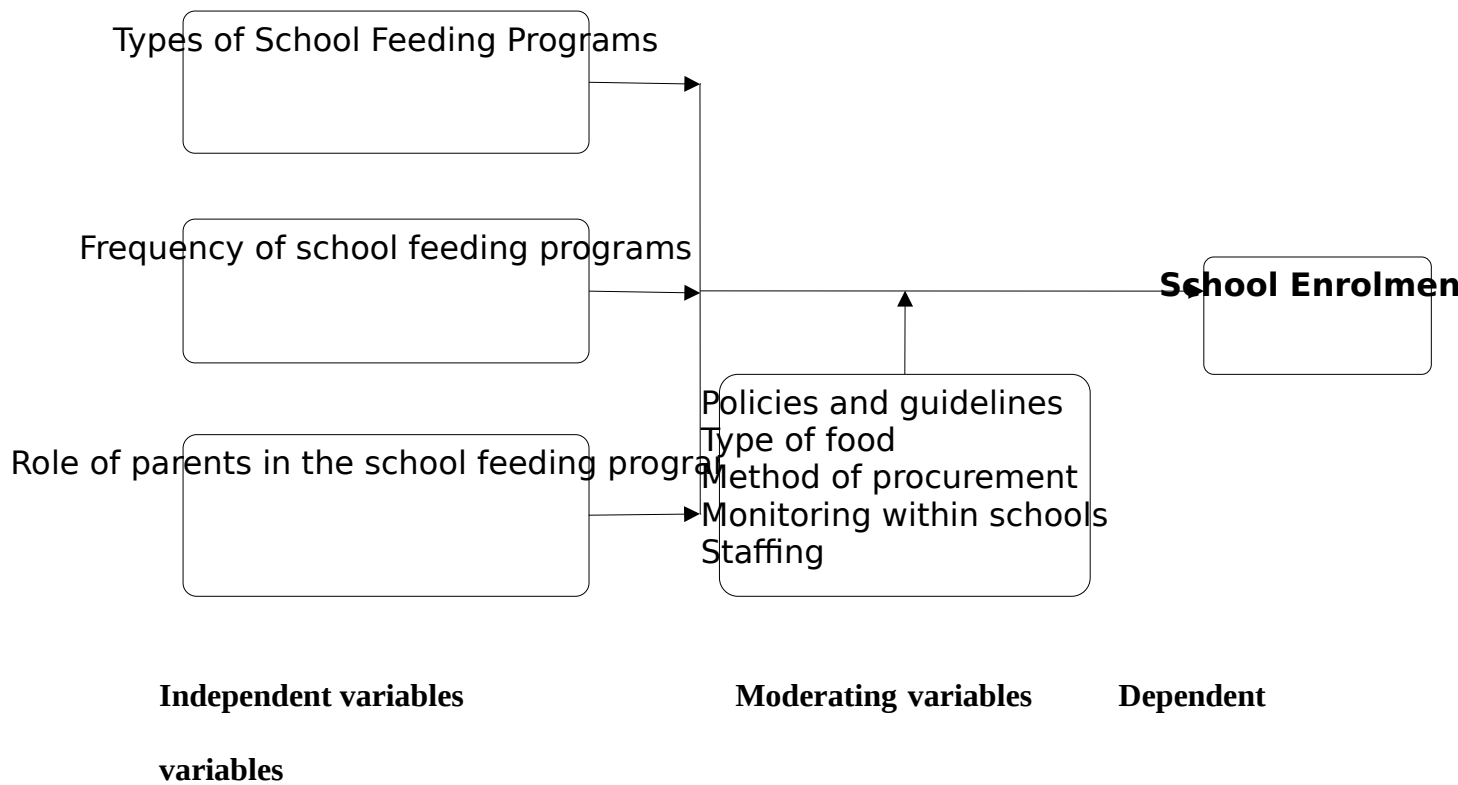 Types of School Feeding Programs
Frequency of school feeding programs
School Enrolmen
Policies and guidelines
Type of food
Role of parents in the school feeding
Method of procurement
Monitoring within schools
Staffing
Independent variables Moderating variables Dependent
variables